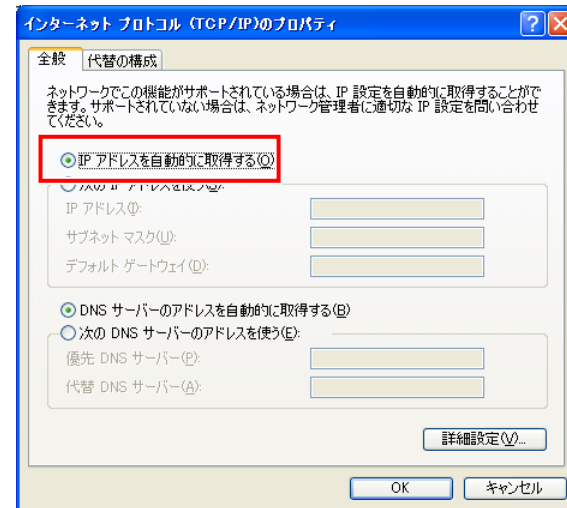 インターネット プロトコル (TCP/IP)のプロパティ
全般
代替の構成
ネットワークでこの機能がサポートされている場合は、IP 設定を自動的に取得することがで
きます。サポートされていない場合は、ネットワーク管理者に適切な IP 設定を問い合わせ
てください。
IP アドレスを自動的に取得する(O)
次の IP アドレスを使う(S):
IP アドレス(I):
サブネット マスク(U):
デフォルト ゲートウェイ(D):
DNS サーバーのアドレスを自動的に取得する(B)
次の DNS サーバーのアドレスを使う(E):
優先 DNS サーバー(P):
代替 DNS サーバー(A):
詳細設定(V)...
OK
キャンセル